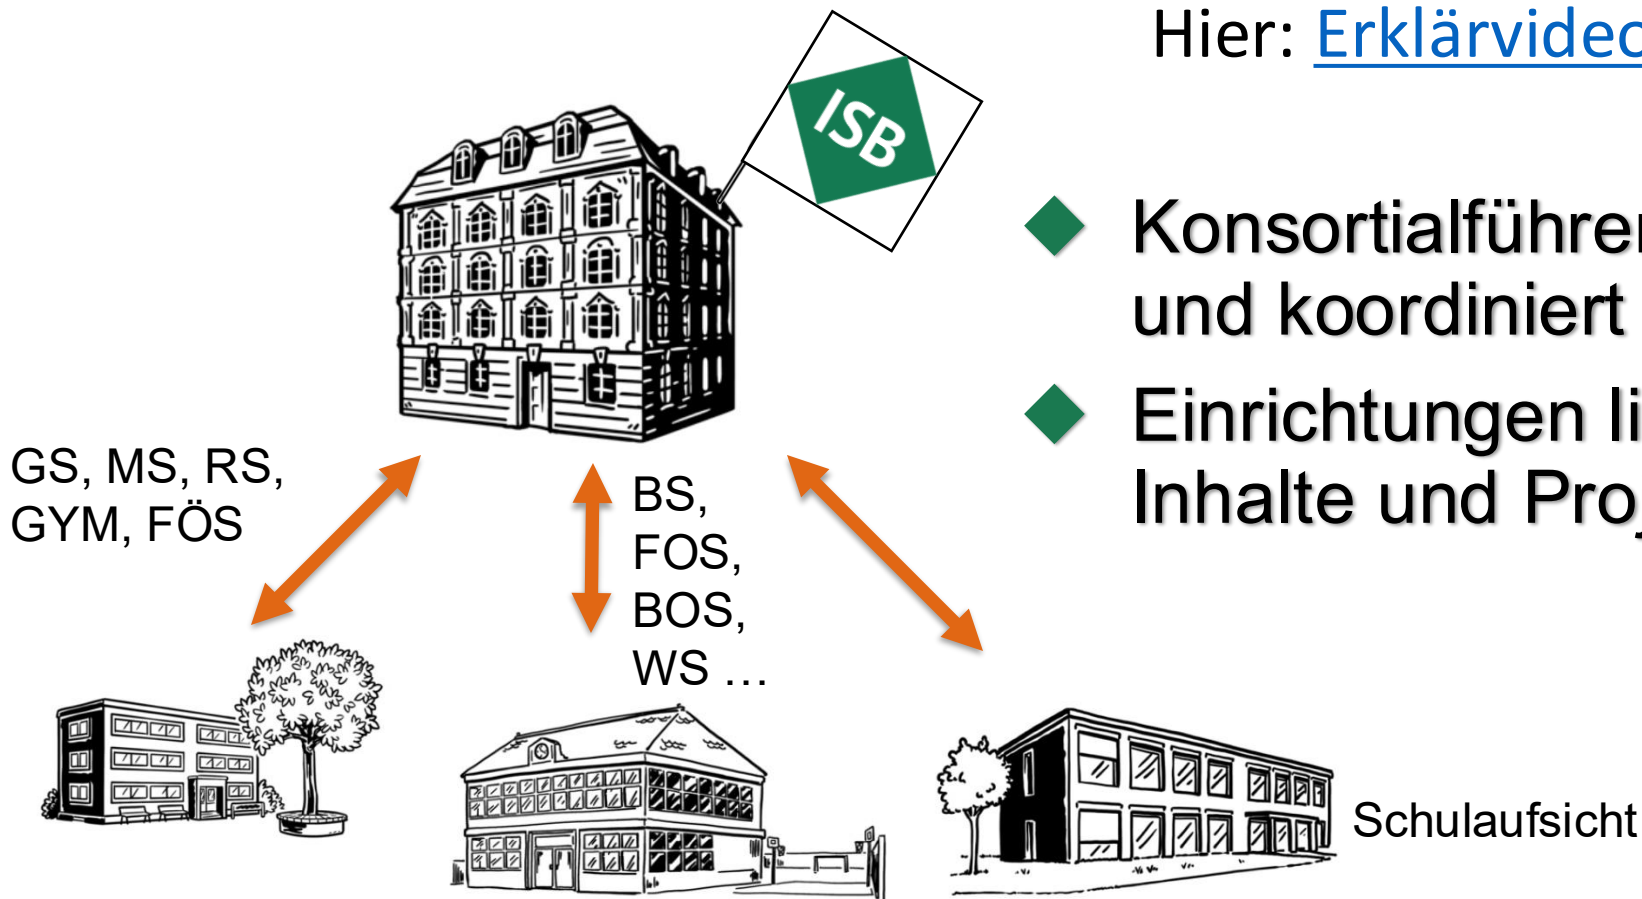 Hier: Erklärvideo
ISB
Konsortialführer
und koordiniert
Einrichtungen li
Inhalte und Proj
GS, MS, RS,
GYM, FÖS
BS,
FOS,
BOS,
WS …
Schulaufsicht